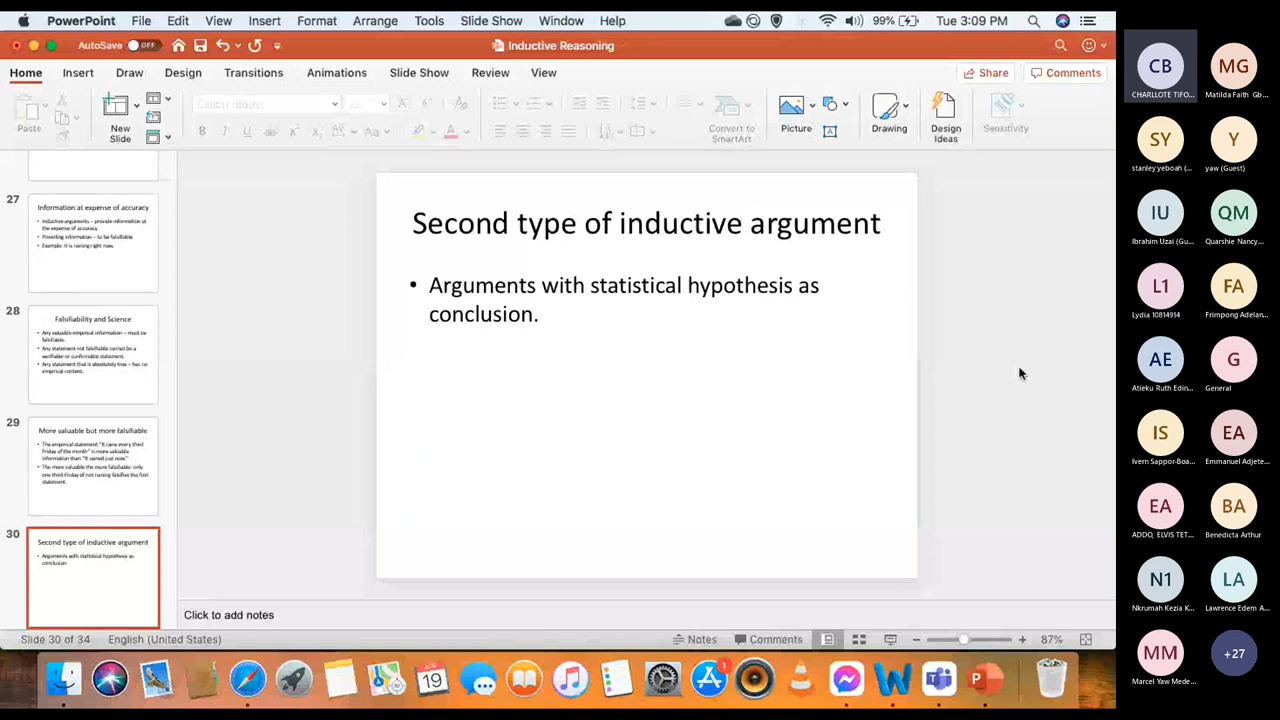 PowerPoint File Edit View Insert Format Arrange Tools Slide Show Window Help 99% Tue 3:09 PM
AutoSave OFF Inductive Reasoning
Home Insert Draw Design Transitions Animations Slide Show Review View Share Comments
Paste New Slide Convert to SmartArt Picture Drawing Design Ideas Sensitivity
27
Information at expense of accuracy
• Inductive arguments – provide information at
the expense of accuracy
• Providing information – to be falsifiable
• Example: It is raining right now.
28
Falsifiability and Science
• Any valuable empirical information – must be
falsifiable.
• Any statement not falsifiable cannot be a
verifiable or confirmable statement.
• Any statement that is absolutely true – has no
empirical content.
29
More valuable but more falsifiable
• The empirical statement "It rains every third
Friday of the month" is more valuable
information than "It rained just now."
• The more valuable the more falsifiable: only
one third Friday of not raining falsifies the first
statement.
30
Second type of inductive argument
• Arguments with statistical hypothesis as
conclusion
Second type of inductive argument
• Arguments with statistical hypothesis as
conclusion.
Click to add notes
Slide 30 of 34 English (United States) Notes Comments 87%
APR
19
1
CB MG
CHARLLOTE TIFO... Matilda Faith Gb...
SY Y
stanley yeboah (... yaw (Guest)
IU QM
Ibrahim Uzai (Gu... Quarshie Nancy...
L1 FA
Lydia 10814914 Frimpong Adelan...
AE G
Atieku Ruth Edin... General
IS EA
Ivern Sappor-Boa... Emmanuel Adjete...
EA BA
ADDO, ELVIS TET... Benedicta Arthur
N1 LA
Nkrumah Kezia K... Lawrence Edem A...
MM +27
Marcel Yaw Mede...